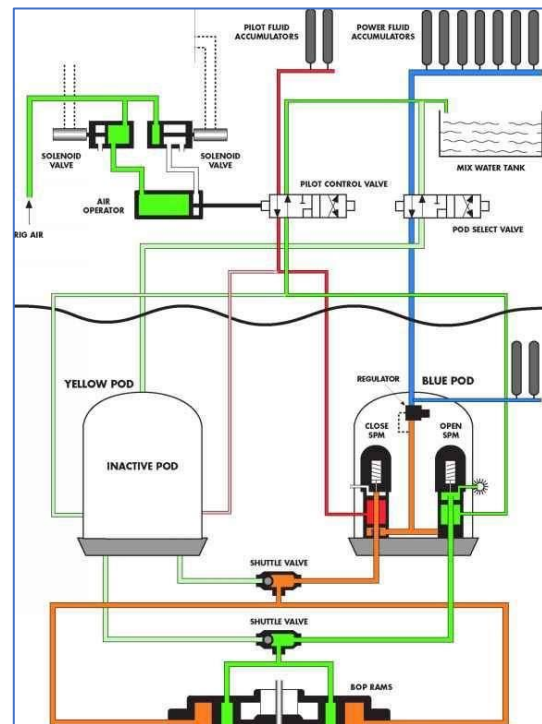 PILOT FLUID
ACCUMULATORS
POWER FLUID
ACCUMULATORS
SOLENOID
VALVE
SOLENOID
VALVE
MIX WATER TANK
AIR
OPERATOR
PILOT CONTROL VALVE
POD SELECT VALVE
RIG AIR
YELLOW POD
BLUE POD
REGULATOR
CLOSE
SPM
OPEN
SPM
INACTIVE POD
SHUTTLE VALVE
SHUTTLE VALVE
BOP RAMS